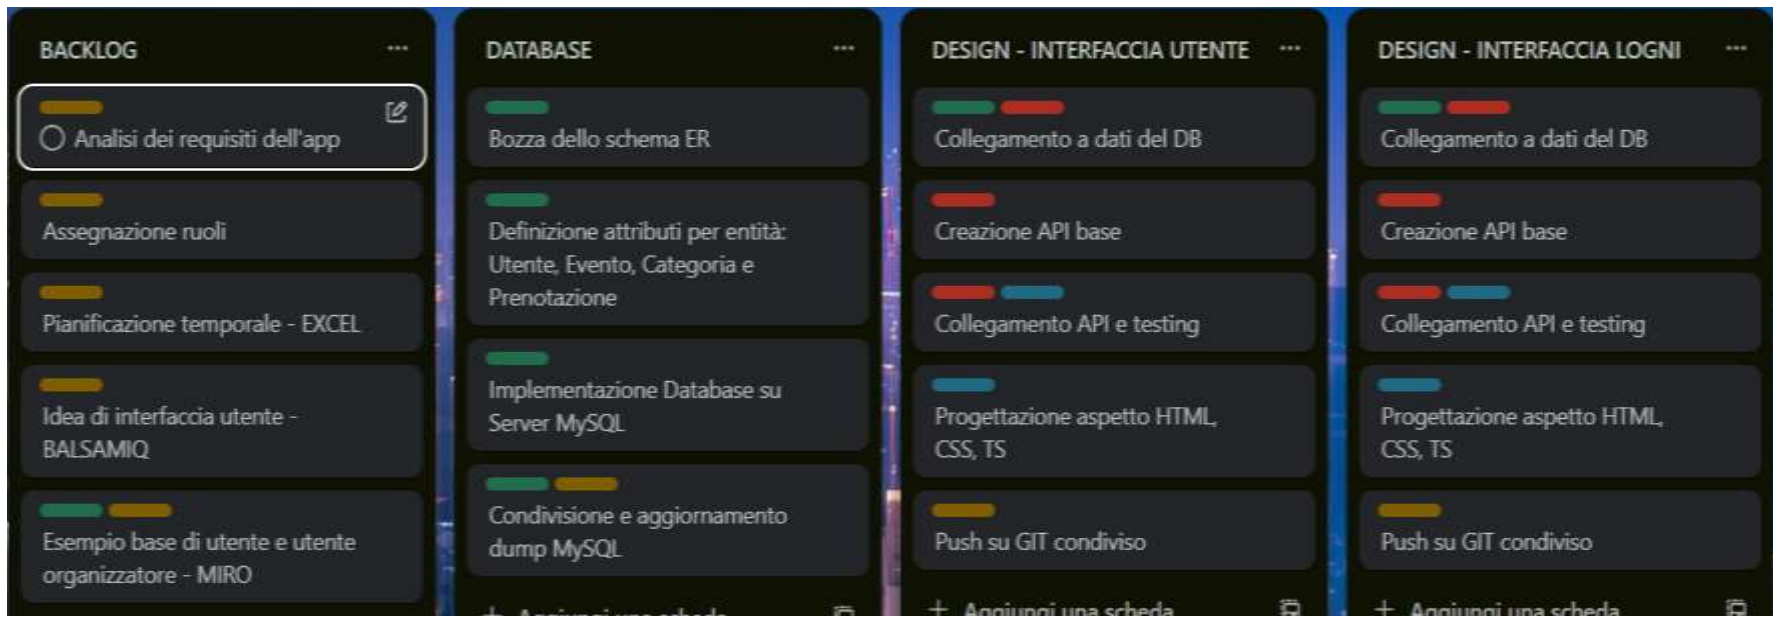 BACKLOG
Analisi dei requisiti dell'app
Assegnazione ruoli
Pianificazione temporale - EXCEL
Idea di interfaccia utente -
BALSAMIQ
Esempio base di utente e utente
organizzatore - MIRO
DATABASE
Bozza dello schema ER
Definizione attributi per entità:
Utente, Evento, Categoria e
Prenotazione
Implementazione Database su
Server MySQL
Condivisione e aggiornamento
dump MySQL
+ Aggiungi una scheda
DESIGN - INTERFACCIA UTENTE
Collegamento a dati del DB
Creazione API base
Collegamento API e testing
Progettazione aspetto HTML,
CSS, TS
Push su GIT condiviso
+ Aggiungi una scheda
DESIGN - INTERFACCIA LOGNI
Collegamento a dati del DB
Creazione API base
Collegamento API e testing
Progettazione aspetto HTML,
CSS, TS
Push su GIT condiviso
+ Aggiungi una scheda